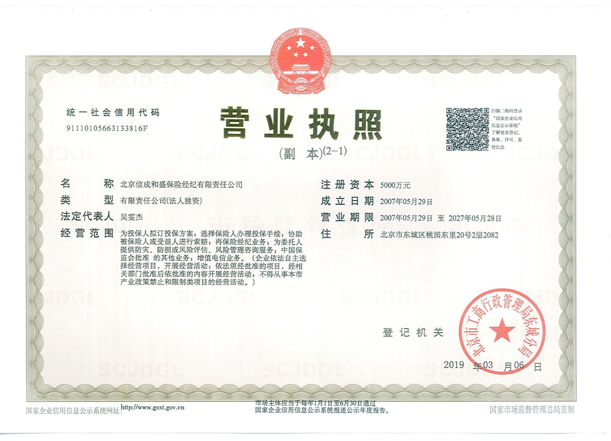 统一社会信用代码
91110105663133816F
营业执照
(副 本)(2-1)
扫描二维码登录
“国家企业信用
信息公示系统”
了解更多登记、
备案、许可、监
管信息
名 称 北京信成和盛保险经纪有限责任公司
类 型 有限责任公司(法人独资)
法定代表人 吴雯杰
经营范围 为投保人拟订投保方案;选择保险人办理投保手续;协助
被保险人或受益人进行索赔;再保险经纪业务;为委托人
提供防灾、防损或风险评估、风险管理咨询服务;中国保
监会批准 的其他业务;增值电信业务。(企业依法自主选
择经营项目,开展经营活动;依法须经批准的项目,经相
关部门批准后依批准的内容开展经营活动;不得从事本市
产业政策禁止和限制类项目的经营活动。)
注册资本 5000万元
成立日期 2007年05月29日
营业期限 2007年05月29日 至 2027年05月28日
住 所 北京市东城区桃园东里20号2层2082
登记机关
北京市工商行政管理局东城分局
2019 年 03 月 06 日
国家企业信用信息公示系统网址:http://www.gsxt.gov.cn
市场主体应当于每年1月1日至6月30日通过
国家企业信用信息公示系统报送公示年度报告。
国家市场监督管理总局监制